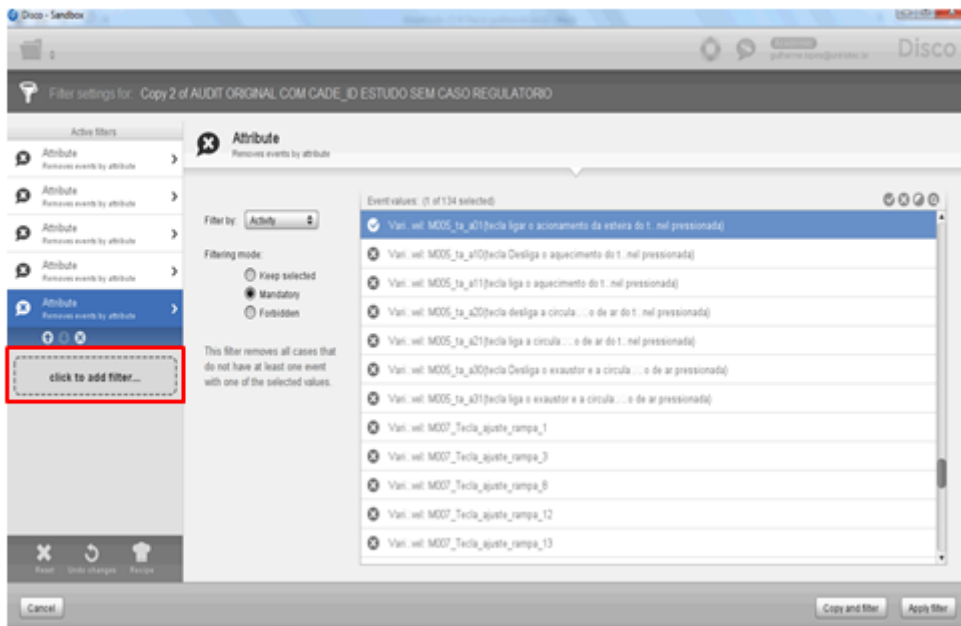 Disco - Sandbox
Disco
Filter settings for: Copy 2 of AUDIT ORIGINAL COM CADE_ID ESTUDO SEM CASO REGULATORIO
Active filters
Attribute
Removes events by attribute
Attribute
Removes events by attribute
Attribute
Removes events by attribute
Attribute
Removes events by attribute
Attribute
Removes events by attribute
click to add filter...
Reset
Undo changes
Recipe
Attribute
Removes events by attribute
Filter by: Activity
Filtering mode:
Keep selected
Mandatory
Forbidden
This filter removes all cases that
do not have at least one event
with one of the selected values.
Event values: (1 of 134 selected)
Vari...vel: M005_ta_a01(tecla ligar o acionamento da esteira do t...nel pressionada)
Vari...vel: M005_ta_a10(tecla Desliga o aquecimento do t...nel pressionada)
Vari...vel: M005_ta_a11(tecla liga o aquecimento do t...nel pressionada)
Vari...vel: M005_ta_a20(tecla desliga a circula......o de ar do t...nel pressionada)
Vari...vel: M005_ta_a21(tecla liga a circula......o de ar do t...nel pressionada)
Vari...vel: M005_ta_a30(tecla Desliga o exaustor e a circula......o de ar pressionada)
Vari...vel: M005_ta_a31(tecla liga o exaustor e a circula......o de ar pressionada)
Vari...vel: M007_Tecla_ajuste_rampa_1
Vari...vel: M007_Tecla_ajuste_rampa_3
Vari...vel: M007_Tecla_ajuste_rampa_8
Vari...vel: M007_Tecla_ajuste_rampa_12
Vari...vel: M007_Tecla_ajuste_rampa_13
Cancel
Copy and filter
Apply filter